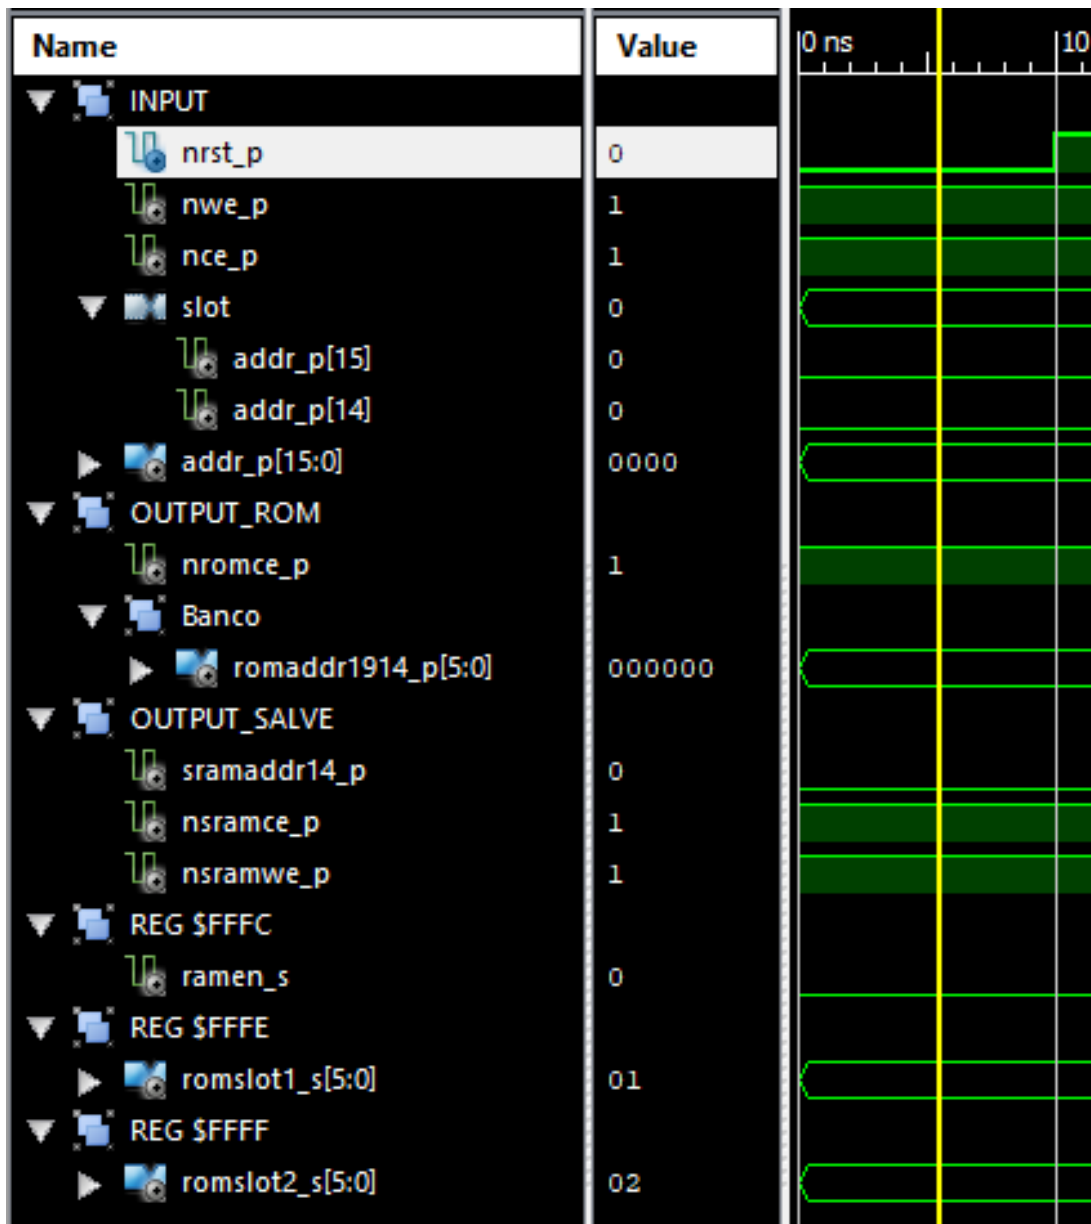 Name Value 0 ns 10
INPUT
nrst_p 0
nwe_p 1
nce_p 1
slot 0
addr_p[15] 0
addr_p[14] 0
addr_p[15:0] 0000
OUTPUT_ROM
nromce_p 1
Banco
romaddr1914_p[5:0] 000000
OUTPUT_SALVE
sramaddr14_p 0
nsramce_p 1
nsramwe_p 1
REG $FFFC
ramen_s 0
REG $FFFE
romslot1_s[5:0] 01
REG $FFFF
romslot2_s[5:0] 02